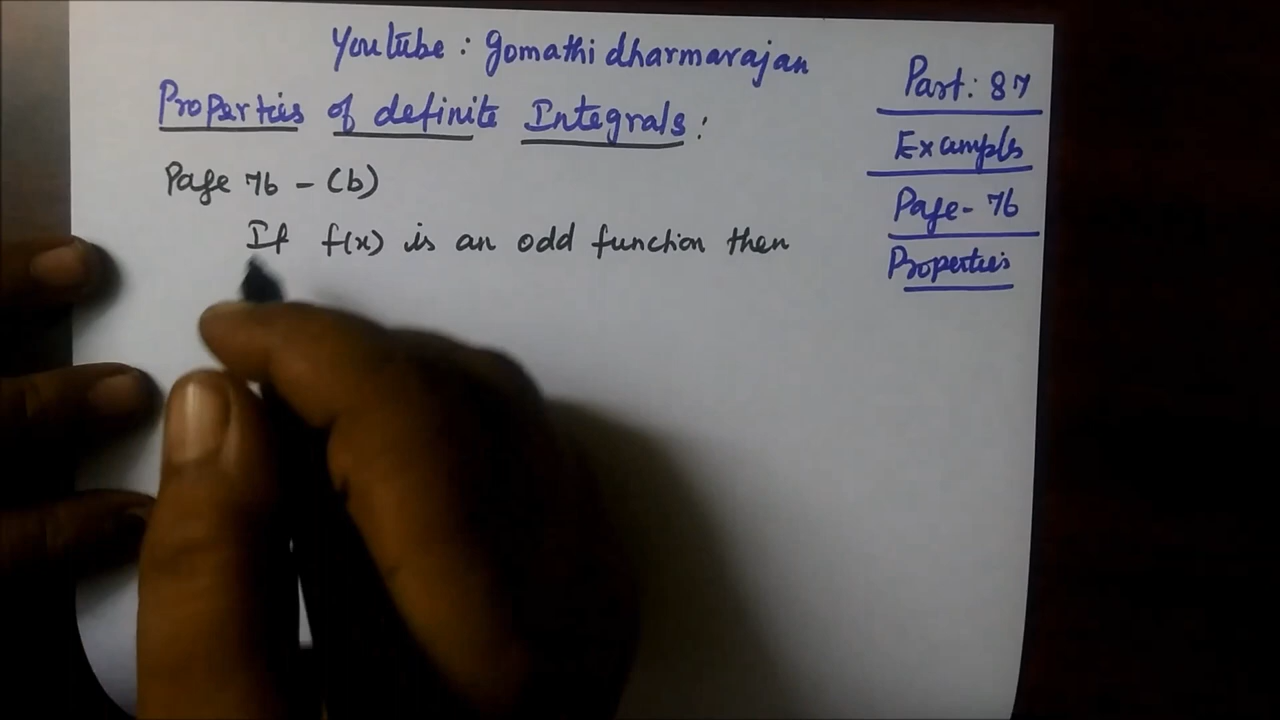 YouTube : gomathi dharmarajan
Properties of definite Integrals :
Page 76 - (b)
If f(x) is an odd function then
Part: 87
Examples
Page- 76
Properties